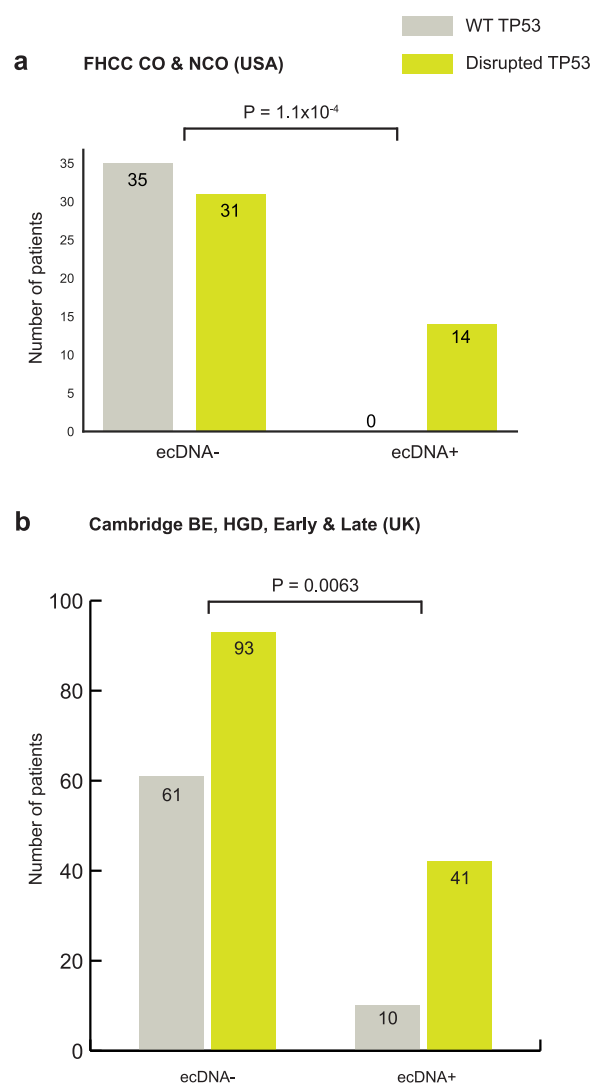 WT TP53
Disrupted TP53
a FHCC CO & NCO (USA)
P = 1.1x10⁻⁴
Number of patients
35
30
25
20
15
10
5
0
35
31
0
14
ecDNA- ecDNA+
b Cambridge BE, HGD, Early & Late (UK)
P = 0.0063
Number of patients
100
80
60
40
20
0
61
93
10
41
ecDNA- ecDNA+